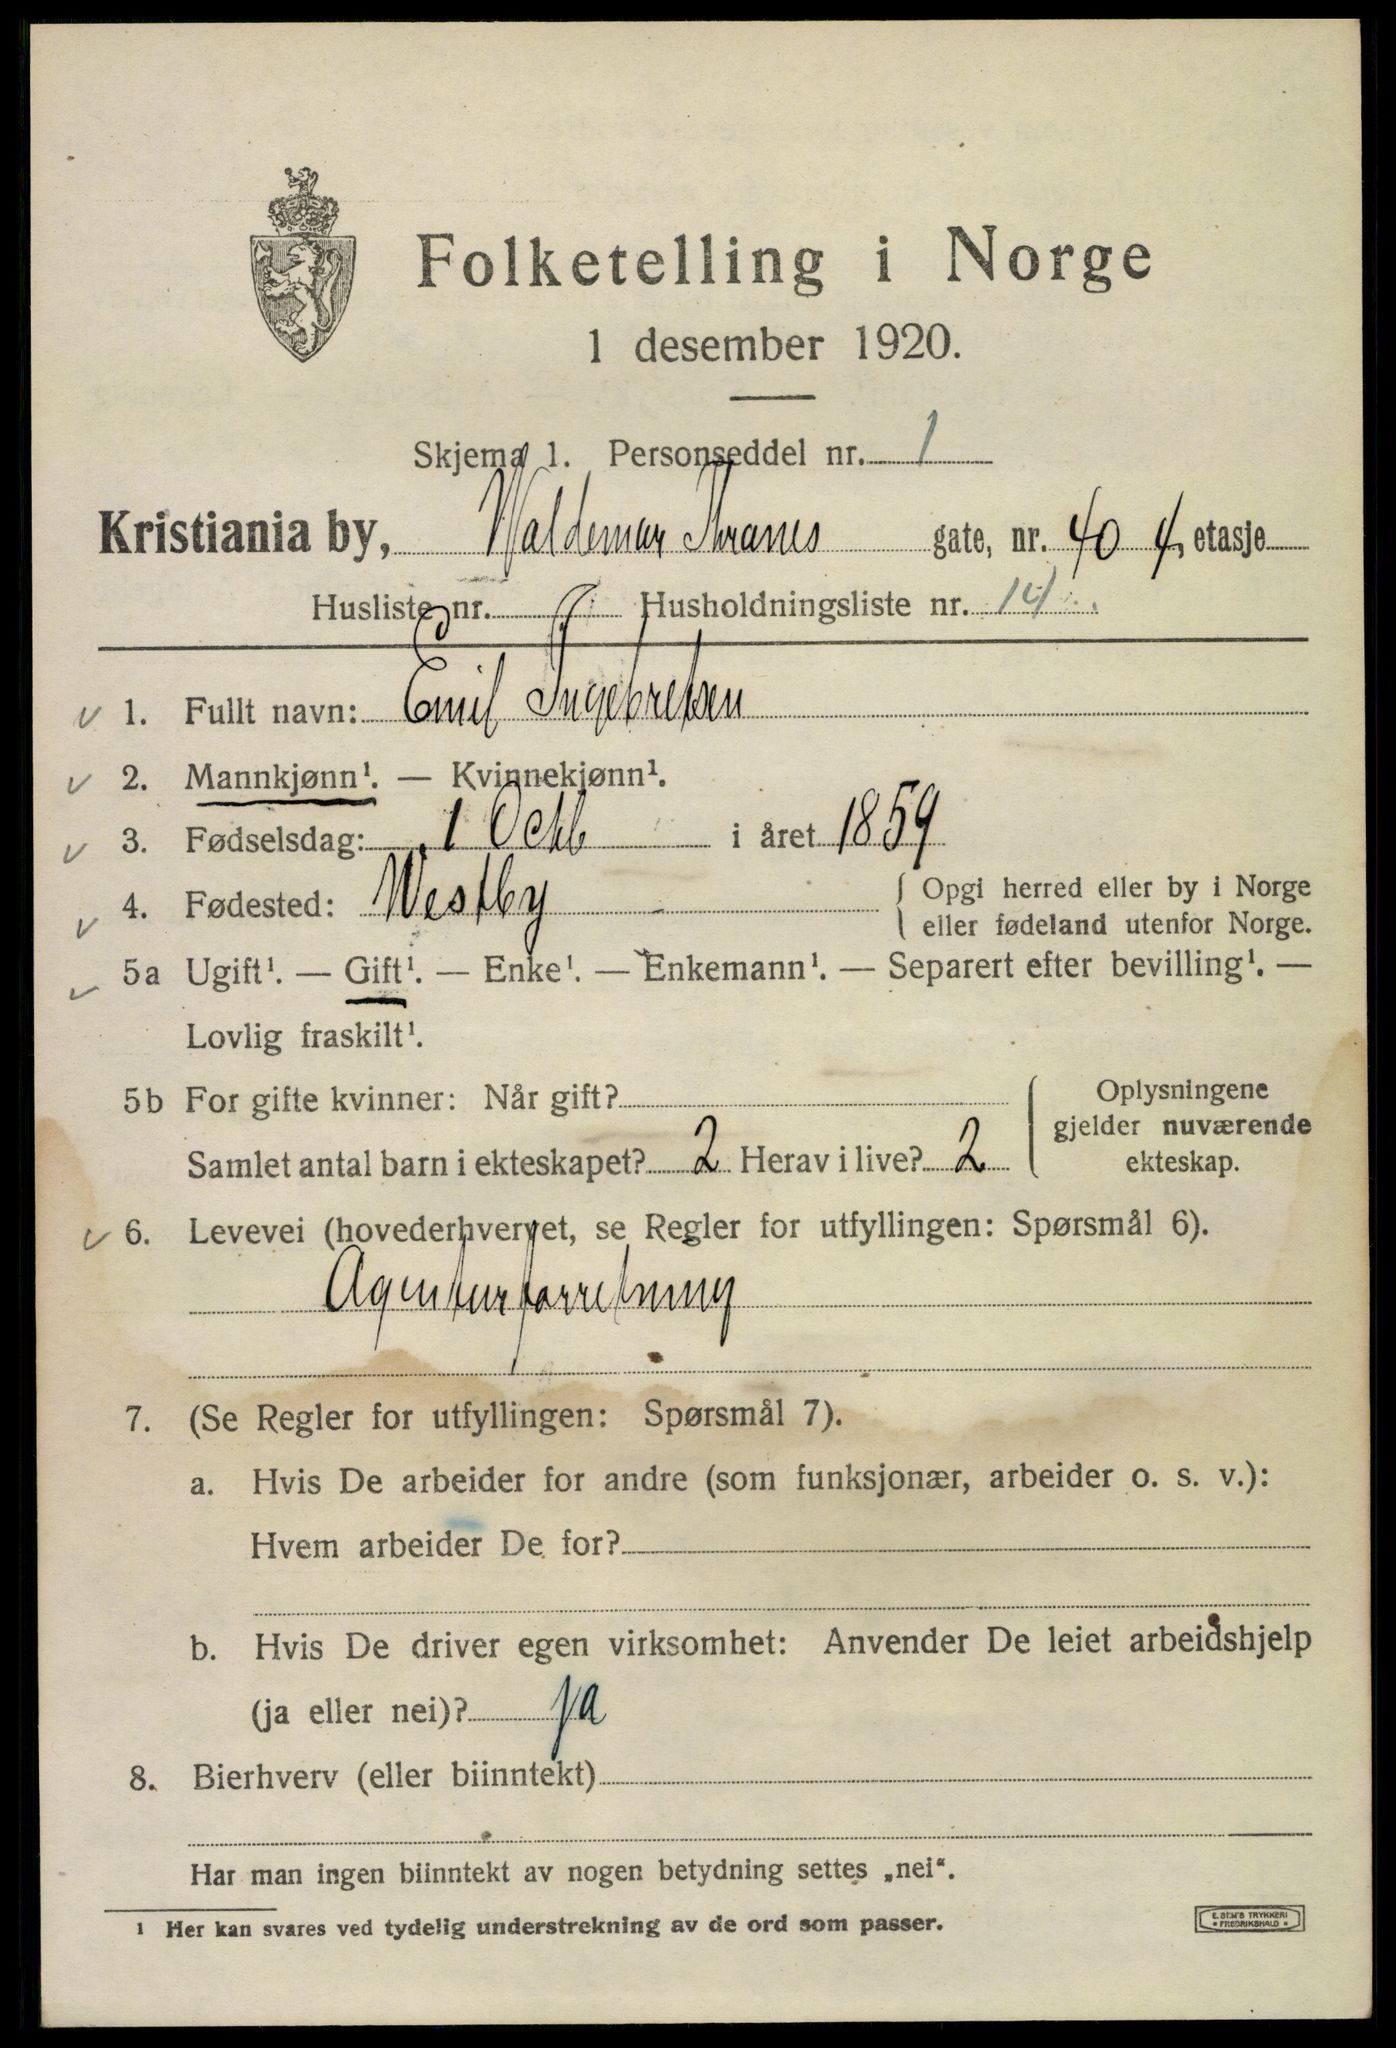 Folketelling i Norge
1 desember 1920.
Skjema 1. Personseddel nr. 1
Kristiania by, Waldemar Thranes gate, nr. 40 4, etasje
Husliste nr. Husholdningsliste nr. 14
1. Fullt navn: Emil Ingebretsen
2. Mannkjønn¹. — Kvinnekjønn¹.
3. Fødselsdag: 1 Octb i året 1859
4. Fødested: Westby { Opgi herred eller by i Norge
eller fødeland utenfor Norge.
5a Ugift¹. — Gift¹. — Enke¹. — Enkemann¹. — Separert efter bevilling¹. —
Lovlig fraskilt¹.
5b For gifte kvinner: Når gift?
Samlet antal barn i ekteskapet? 2 Herav i live? 2
Oplysningene
gjelder nuværende
ekteskap.
6. Levevei (hovederhvervet, se Regler for utfyllingen: Spørsmål 6).
Agenturforretning
7. (Se Regler for utfyllingen: Spørsmål 7).
a. Hvis De arbeider for andre (som funksjonær, arbeider o. s. v.):
Hvem arbeider De for?
b. Hvis De driver egen virksomhet: Anvender De leiet arbeidshjelp
(ja eller nei)? ja
8. Bierhverv (eller biinntekt)
Har man ingen biinntekt av nogen betydning settes „nei“.
¹ Her kan svares ved tydelig understrekning av de ord som passer.
E. SEM'S TRYKKERI
• FREDRIKSHALD •